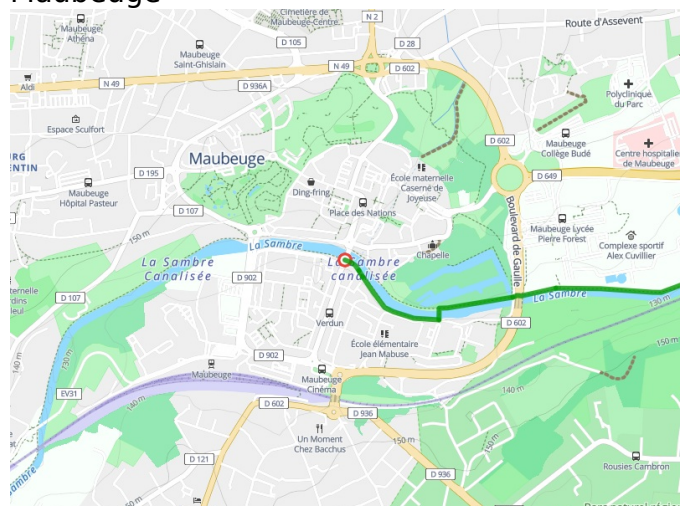 Maubeuge
Cimetière de
Maubeuge-Centre
N 2
Route d'Assevent
Maubeuge
Athéna
D 105
D 28
Maubeuge
Saint-Ghislain
N 49
D 602
Aldi
N 49
D 936A
Polyclinique
du Parc
Espace Sculfort
Maubeuge
D 602
Maubeuge
Collège Budé
Centre hospitalier
de Maubeuge
URG
ENTIN
D 195
École maternelle
Caserne de
Joyeuse
D 649
Maubeuge
Hôpital Pasteur
Ding-fring
Place des Nations
D 107
Boulevard de Gaulle
Maubeuge Lycée
Pierre Forest
Complexe sportif
Alex Cuvillier
150 m
La Sambre
Chapelle
La Sambre
Canalisée
La Sambre
canalisée
D 902
D 107
La Sambre
130 m
Verdun
D 602
École élémentaire
Jean Mabuse
130 m
140 m
D 902
150 m
Maubeuge
Maubeuge
Cinéma
EV31
140 m
140 m
D 602
D 936
Un Moment
Chez Bacchus
150 m
D 121
D 936
Rousies Cambron
150 m